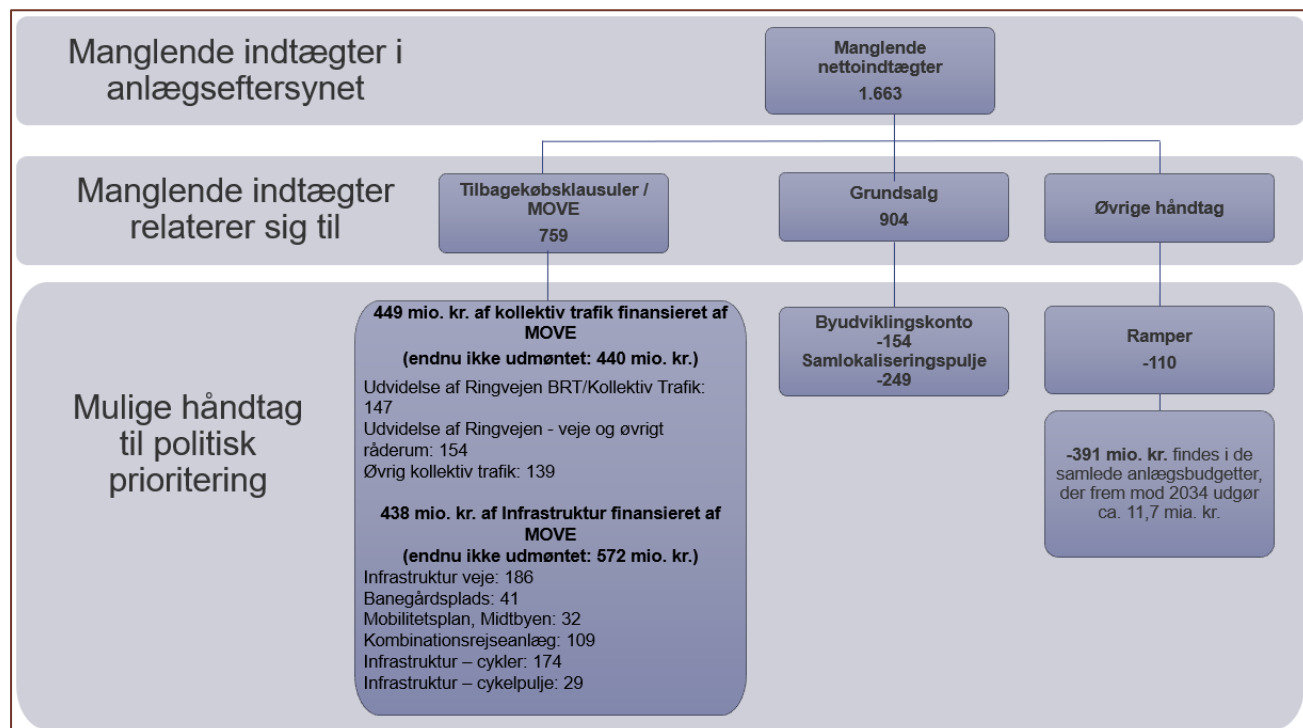 Manglende indtægter i
anlægseftersynet
Manglende
nettoindtægter
1.663
Manglende indtægter
relaterer sig til
Tilbagekøbsklausuler /
MOVE
759
Grundsalg
904
Øvrige håndtag
Mulige håndtag
til politisk
prioritering
449 mio. kr. af kollektiv trafik finansieret af
MOVE
(endnu ikke udmøntet: 440 mio. kr.)
Udvidelse af Ringvejen BRT/Kollektiv Trafik:
147
Udvidelse af Ringvejen - veje og øvrigt
råderum: 154
Øvrig kollektiv trafik: 139
438 mio. kr. af Infrastruktur finansieret af
MOVE
(endnu ikke udmøntet: 572 mio. kr.)
Infrastruktur veje: 186
Banegårdsplads: 41
Mobilitetsplan, Midtbyen: 32
Kombinationsrejseanlæg: 109
Infrastruktur – cykler: 174
Infrastruktur – cykelpulje: 29
Byudviklingskonto
-154
Samlokaliseringspulje
-249
Ramper
-110
-391 mio. kr. findes i de
samlede anlægsbudgetter,
der frem mod 2034 udgør
ca. 11,7 mia. kr.